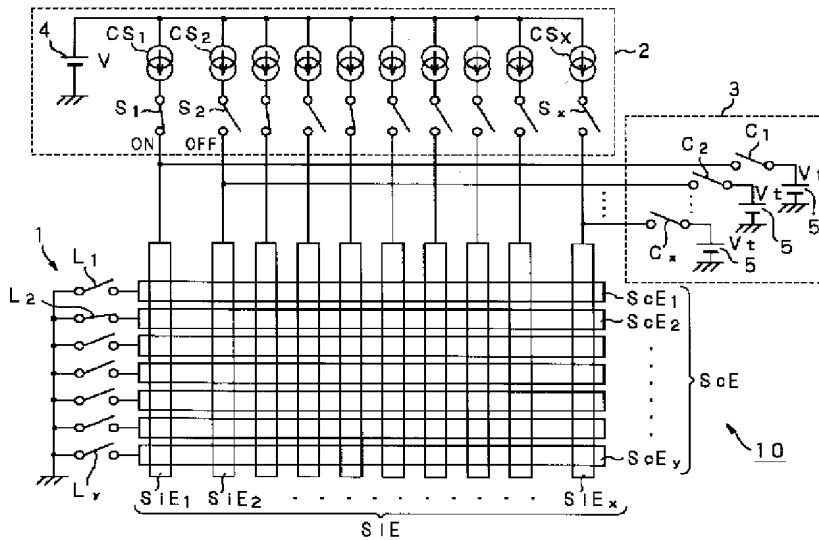 4 CS₁ CS₂ CSx 2
V
S₁ S₂ Sx
ON OFF
3
C₁
C₂
Vt
Vt 5
Cx 5
Vt
5
1 L₁
L₂
ScE₁
ScE₂
ScE
ScEy
10
Ly
SiE₁ SiE₂ SiEx
SiE